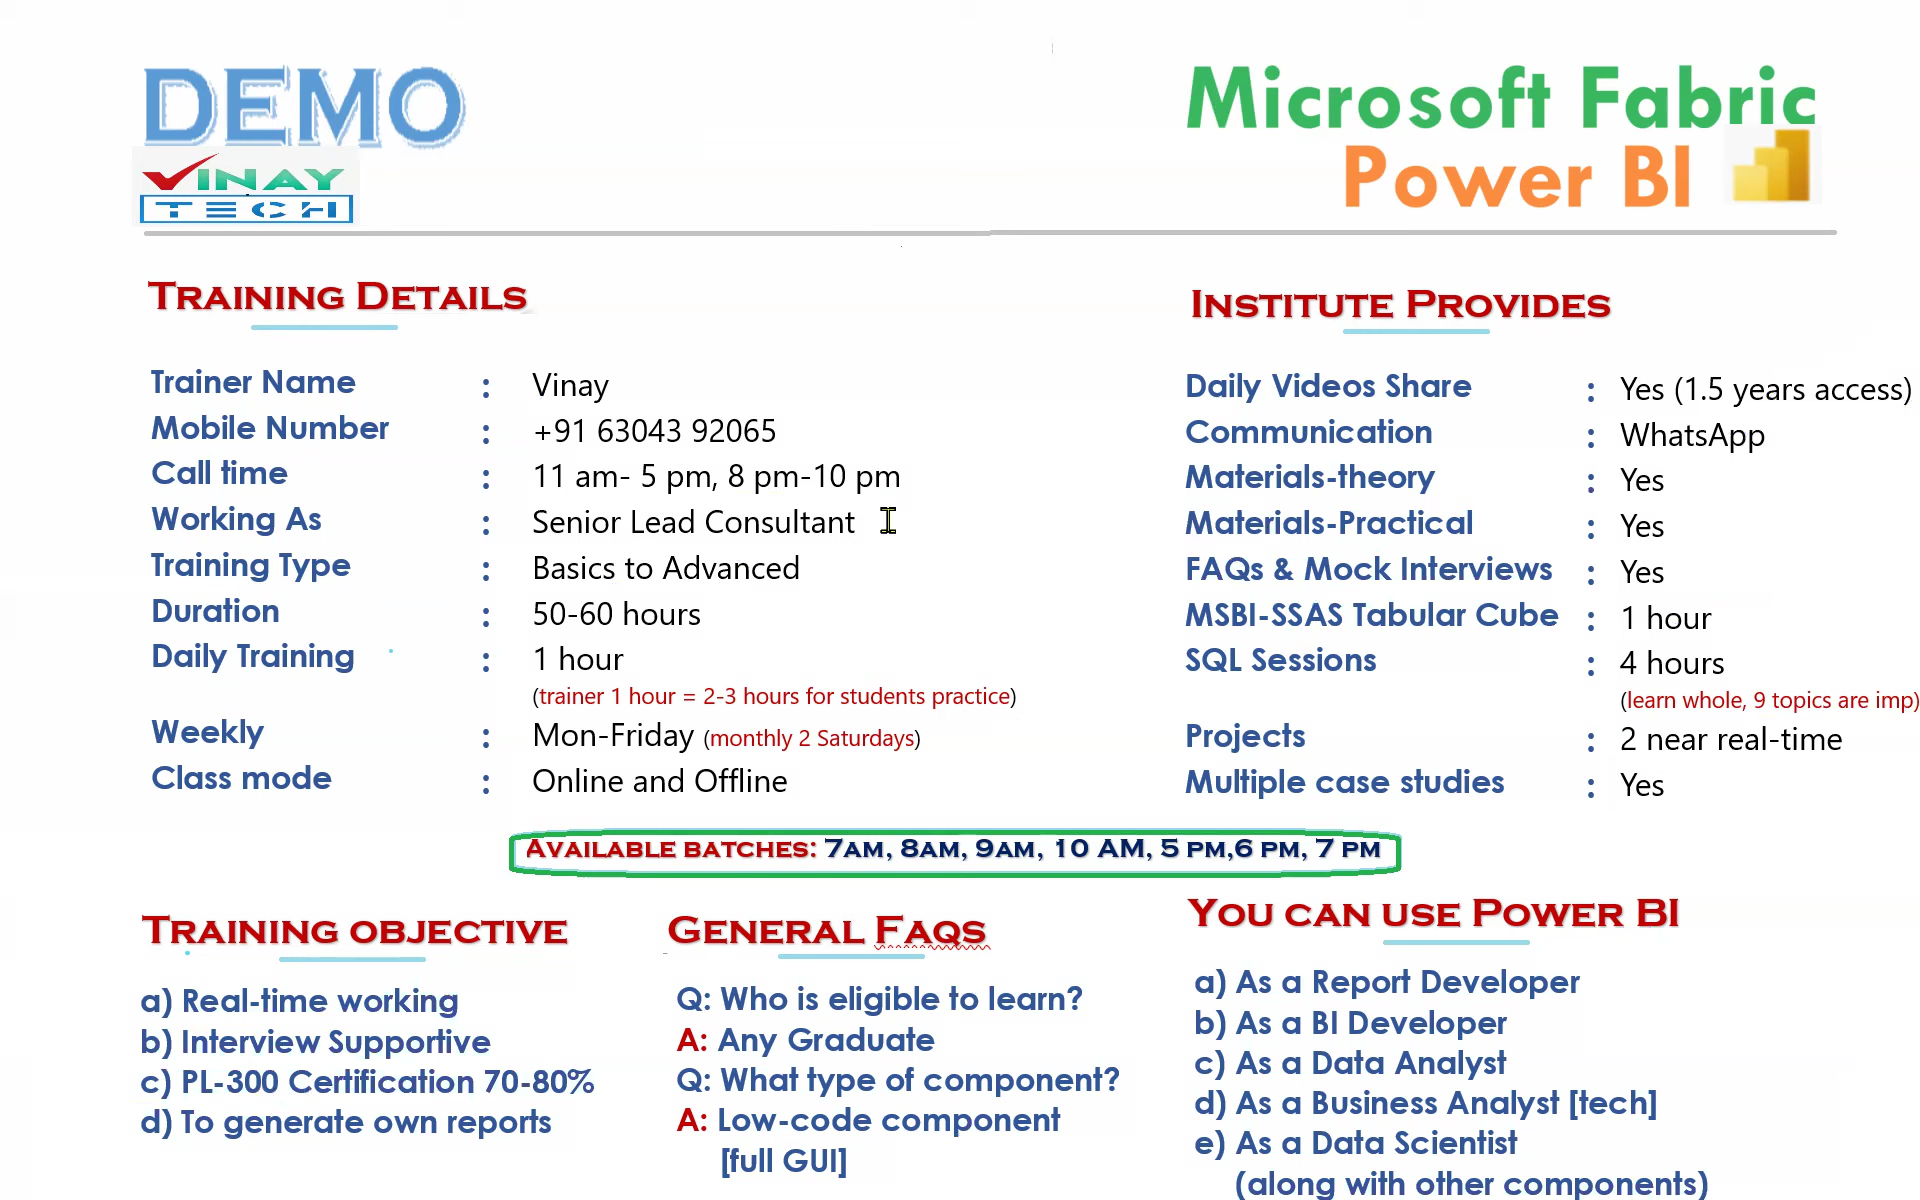 DEMO
VINAY
TECH
Microsoft Fabric
Power BI
Training Details
Trainer Name : Vinay
Mobile Number : +91 63043 92065
Call time : 11 am- 5 pm, 8 pm-10 pm
Working As : Senior Lead Consultant
Training Type : Basics to Advanced
Duration : 50-60 hours
Daily Training : 1 hour
(trainer 1 hour = 2-3 hours for students practice)
Weekly : Mon-Friday (monthly 2 Saturdays)
Class mode : Online and Offline
Institute Provides
Daily Videos Share : Yes (1.5 years access)
Communication : WhatsApp
Materials-theory : Yes
Materials-Practical : Yes
FAQs & Mock Interviews : Yes
MSBI-SSAS Tabular Cube : 1 hour
SQL Sessions : 4 hours
(learn whole, 9 topics are imp)
Projects : 2 near real-time
Multiple case studies : Yes
Available batches: 7am, 8am, 9am, 10 AM, 5 pm,6 pm, 7 pm
Training objective
a) Real-time working
b) Interview Supportive
c) PL-300 Certification 70-80%
d) To generate own reports
General Faqs
Q: Who is eligible to learn?
A: Any Graduate
Q: What type of component?
A: Low-code component
[full GUI]
You can use Power BI
a) As a Report Developer
b) As a BI Developer
c) As a Data Analyst
d) As a Business Analyst [tech]
e) As a Data Scientist
(along with other components)